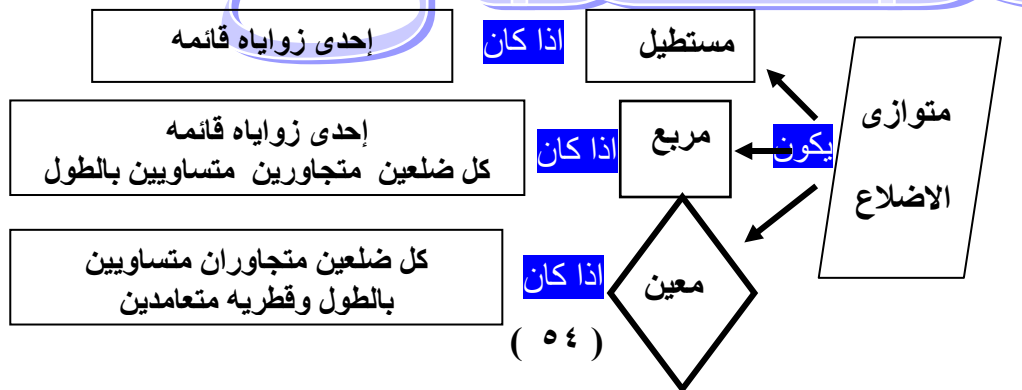 متوازى
الاضلاع
يكون
مستطيل
اذا كان
إحدى زواياه قائمه
مربع
اذا كان
إحدى زواياه قائمه
كل ضلعين متجاورين متساويين بالطول
معين
اذا كان
كل ضلعين متجاوران متساويين
بالطول وقطريه متعامدين
( ٥٤ )